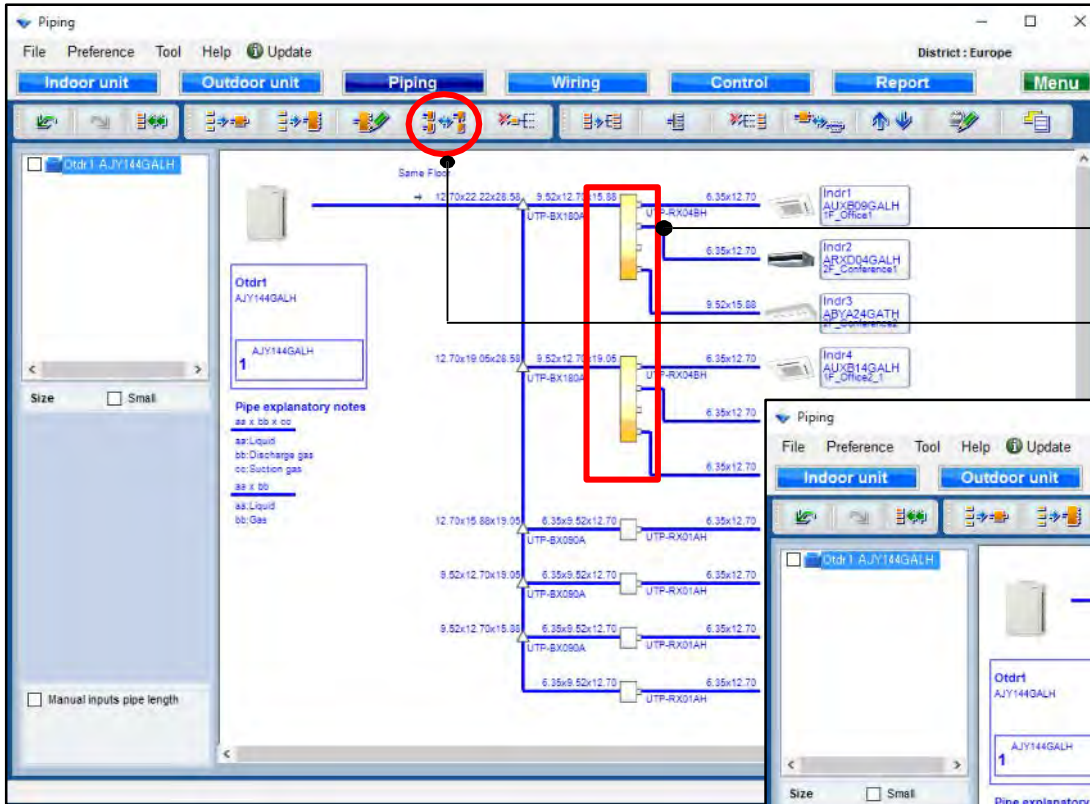 Piping
File Preference Tool Help Update
District : Europe
Indoor unit Outdoor unit Piping Wiring Control Report Menu
Otdr1 AJY144GALH
Size Small
Manual inputs pipe length
Otdr1
AJY144GALH
AJY144GALH
1
Pipe explanatory notes
aa x bb x cc
aa:Liquid
bb:Discharge gas
cc:Suction gas
aa x bb
aa:Liquid
bb:Gas
Same Floor
12.70x22.22x28.58 9.52x12.70x15.88 6.35x12.70
UTP-BX180A UTP-RX04BH
Indr1
AUXB09GALH
1F_Office1
6.35x12.70
Indr2
ARXD04GALH
2F_Conference1
9.52x15.88
Indr3
ABYA24GATH
2F_Conference2
12.70x19.05x28.58 9.52x12.70x19.05 6.35x12.70
UTP-BX180A UTP-RX04BH
Indr4
AUXB14GALH
1F_Office2_1
6.35x12.70
6.35x12.70
12.70x15.88x19.05 6.35x9.52x12.70 6.35x12.70
UTP-BX090A UTP-RX01AH
9.52x12.70x19.05 6.35x9.52x12.70 6.35x12.70
UTP-BX090A UTP-RX01AH
9.52x12.70x15.88 6.35x9.52x12.70 6.35x12.70
UTP-BX090A UTP-RX01AH
6.35x9.52x12.70 6.35x12.70
UTP-RX01AH
Piping
File Preference Tool Help Update
Indoor unit Outdoor unit
Otdr1 AJY144GALH
Otdr1
AJY144GALH
AJY144GALH
1
Size Small
Pipe explanatory